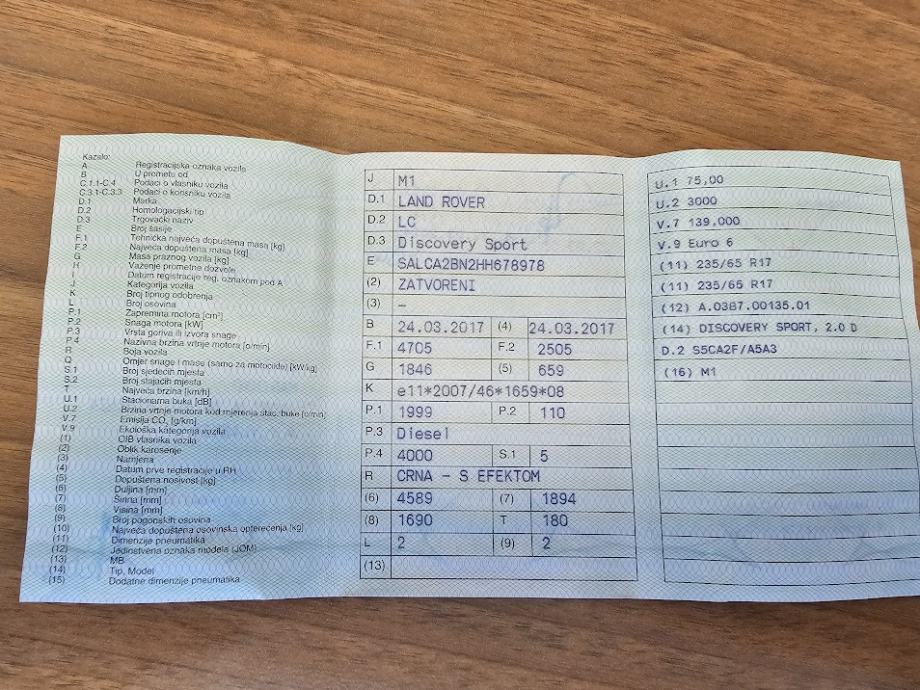 Kazalo:
A Registracijska oznaka vozila
B U prometu od
C.1.1-C.4 Podaci o vlasniku vozila
C.3.1-C.3.3 Podaci o korisniku vozila
D.1 Marka
D.2 Homologacijski tip
D.3 Trgovački naziv
E Broj šasije
F.1 Tehnička najveća dopuštena masa [kg]
F.2 Najveća dopuštena masa [kg]
G Masa praznog vozila [kg]
H Važenje prometne dozvole
I Datum registracije reg. oznakom pod A
J Kategorija vozila
K Broj tipnog odobrenja
L Broj osovina
P.1 Zapremina motora [cm³]
P.2 Snaga motora [kW]
P.3 Vrsta goriva ili izvora snage
P.4 Nazivna brzina vrtnje motora [o/min]
R Boja vozila
Q Omjer snage i mase (samo za motocikle) [kW/kg]
S.1 Broj sjedećih mjesta
S.2 Broj stajaćih mjesta
T Najveća brzina [km/h]
U.1 Stacionarna buka [dB]
U.2 Brzina vrtnje motora kod mjerenja stac. buke [o/min]
V.7 Emisija CO₂ [g/km]
V.9 Ekološka kategorija vozila
(1) OIB vlasnika vozila
(2) Oblik karoserije
(3) Namjena
(4) Datum prve registracije u RH
(5) Dopuštena nosivost [kg]
(6) Duljina [mm]
(7) Širina [mm]
(8) Visina [mm]
(9) Broj pogonskih osovina
(10) Najveća dopuštena osovinska opterećenja [kg]
(11) Dimenzije pneumatika
(12) Jedinstvena oznaka modela (JOM)
(13) MB
(14) Tip, Model
(15) Dodatne dimenzije pneumatika
J M1
D.1 LAND ROVER
D.2 LC
D.3 Discovery Sport
E SALCA2BN2HH678978
(2) ZATVORENI
(3) –
B 24.03.2017 (4) 24.03.2017
F.1 4705 F.2 2505
G 1846 (5) 659
K e11*2007/46*1659*08
P.1 1999 P.2 110
P.3 Diesel
P.4 4000 S.1 5
R CRNA – S EFEKTOM
(6) 4589 (7) 1894
(8) 1690 T 180
L 2 (9) 2
(13)
U.1 75,00
U.2 3000
V.7 139,000
V.9 Euro 6
(11) 235/65 R17
(11) 235/65 R17
(12) A.0387.00135.01
(14) DISCOVERY SPORT, 2.0 D
D.2 S5CA2F/A5A3
(16) M1